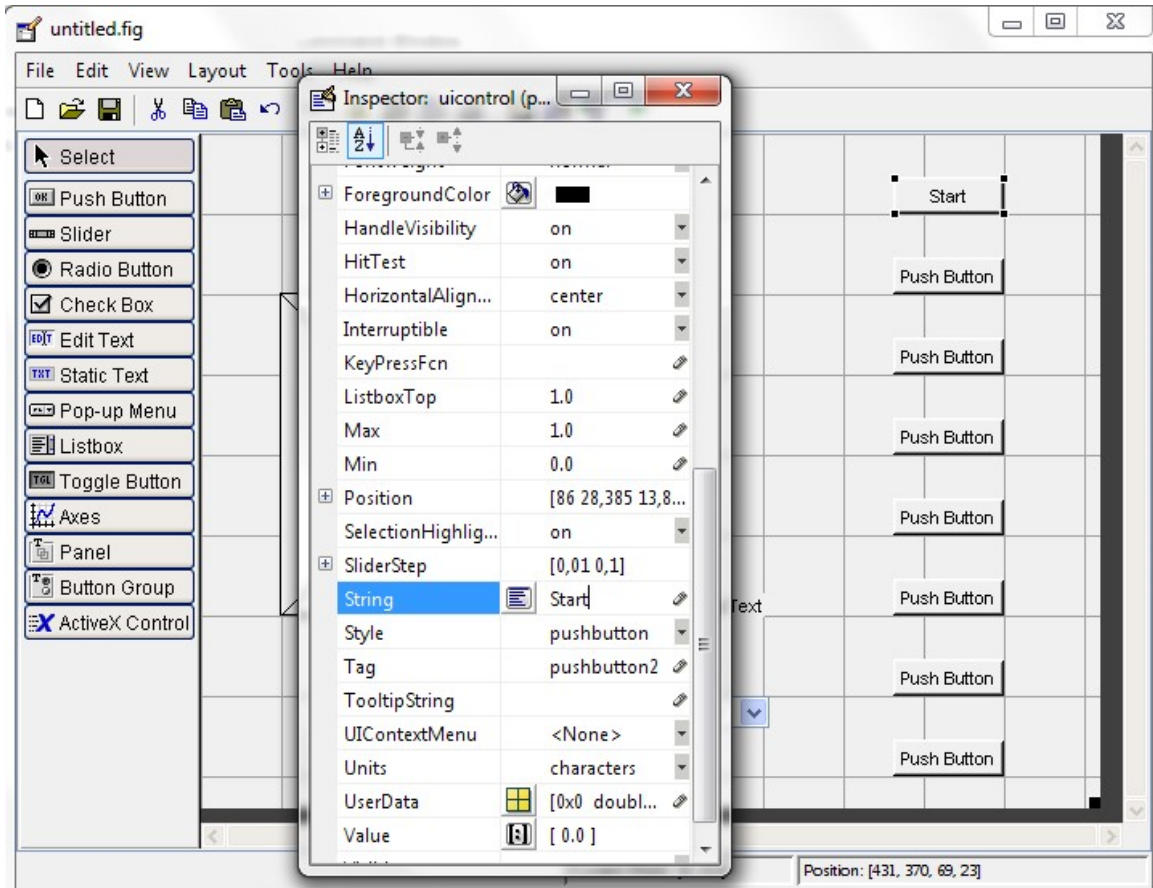 untitled.fig
File Edit View Layout Tools Help
Select
Push Button
Slider
Radio Button
Check Box
Edit Text
Static Text
Pop-up Menu
Listbox
Toggle Button
Axes
Panel
Button Group
ActiveX Control
Inspector: uicontrol (p...
ForegroundColor
HandleVisibility on
HitTest on
HorizontalAlign... center
Interruptible on
KeyPressFcn
ListboxTop 1.0
Max 1.0
Min 0.0
Position [86 28,385 13,8...
SelectionHighlig... on
SliderStep [0,01 0,1]
String Start
Style pushbutton
Tag pushbutton2
TooltipString
UIContextMenu <None>
Units characters
UserData [0x0 doubl...
Value [ 0.0 ]
Start
Push Button
Push Button
Push Button
Push Button
Push Button
Push Button
Push Button
Text
Position: [431, 370, 69, 23]